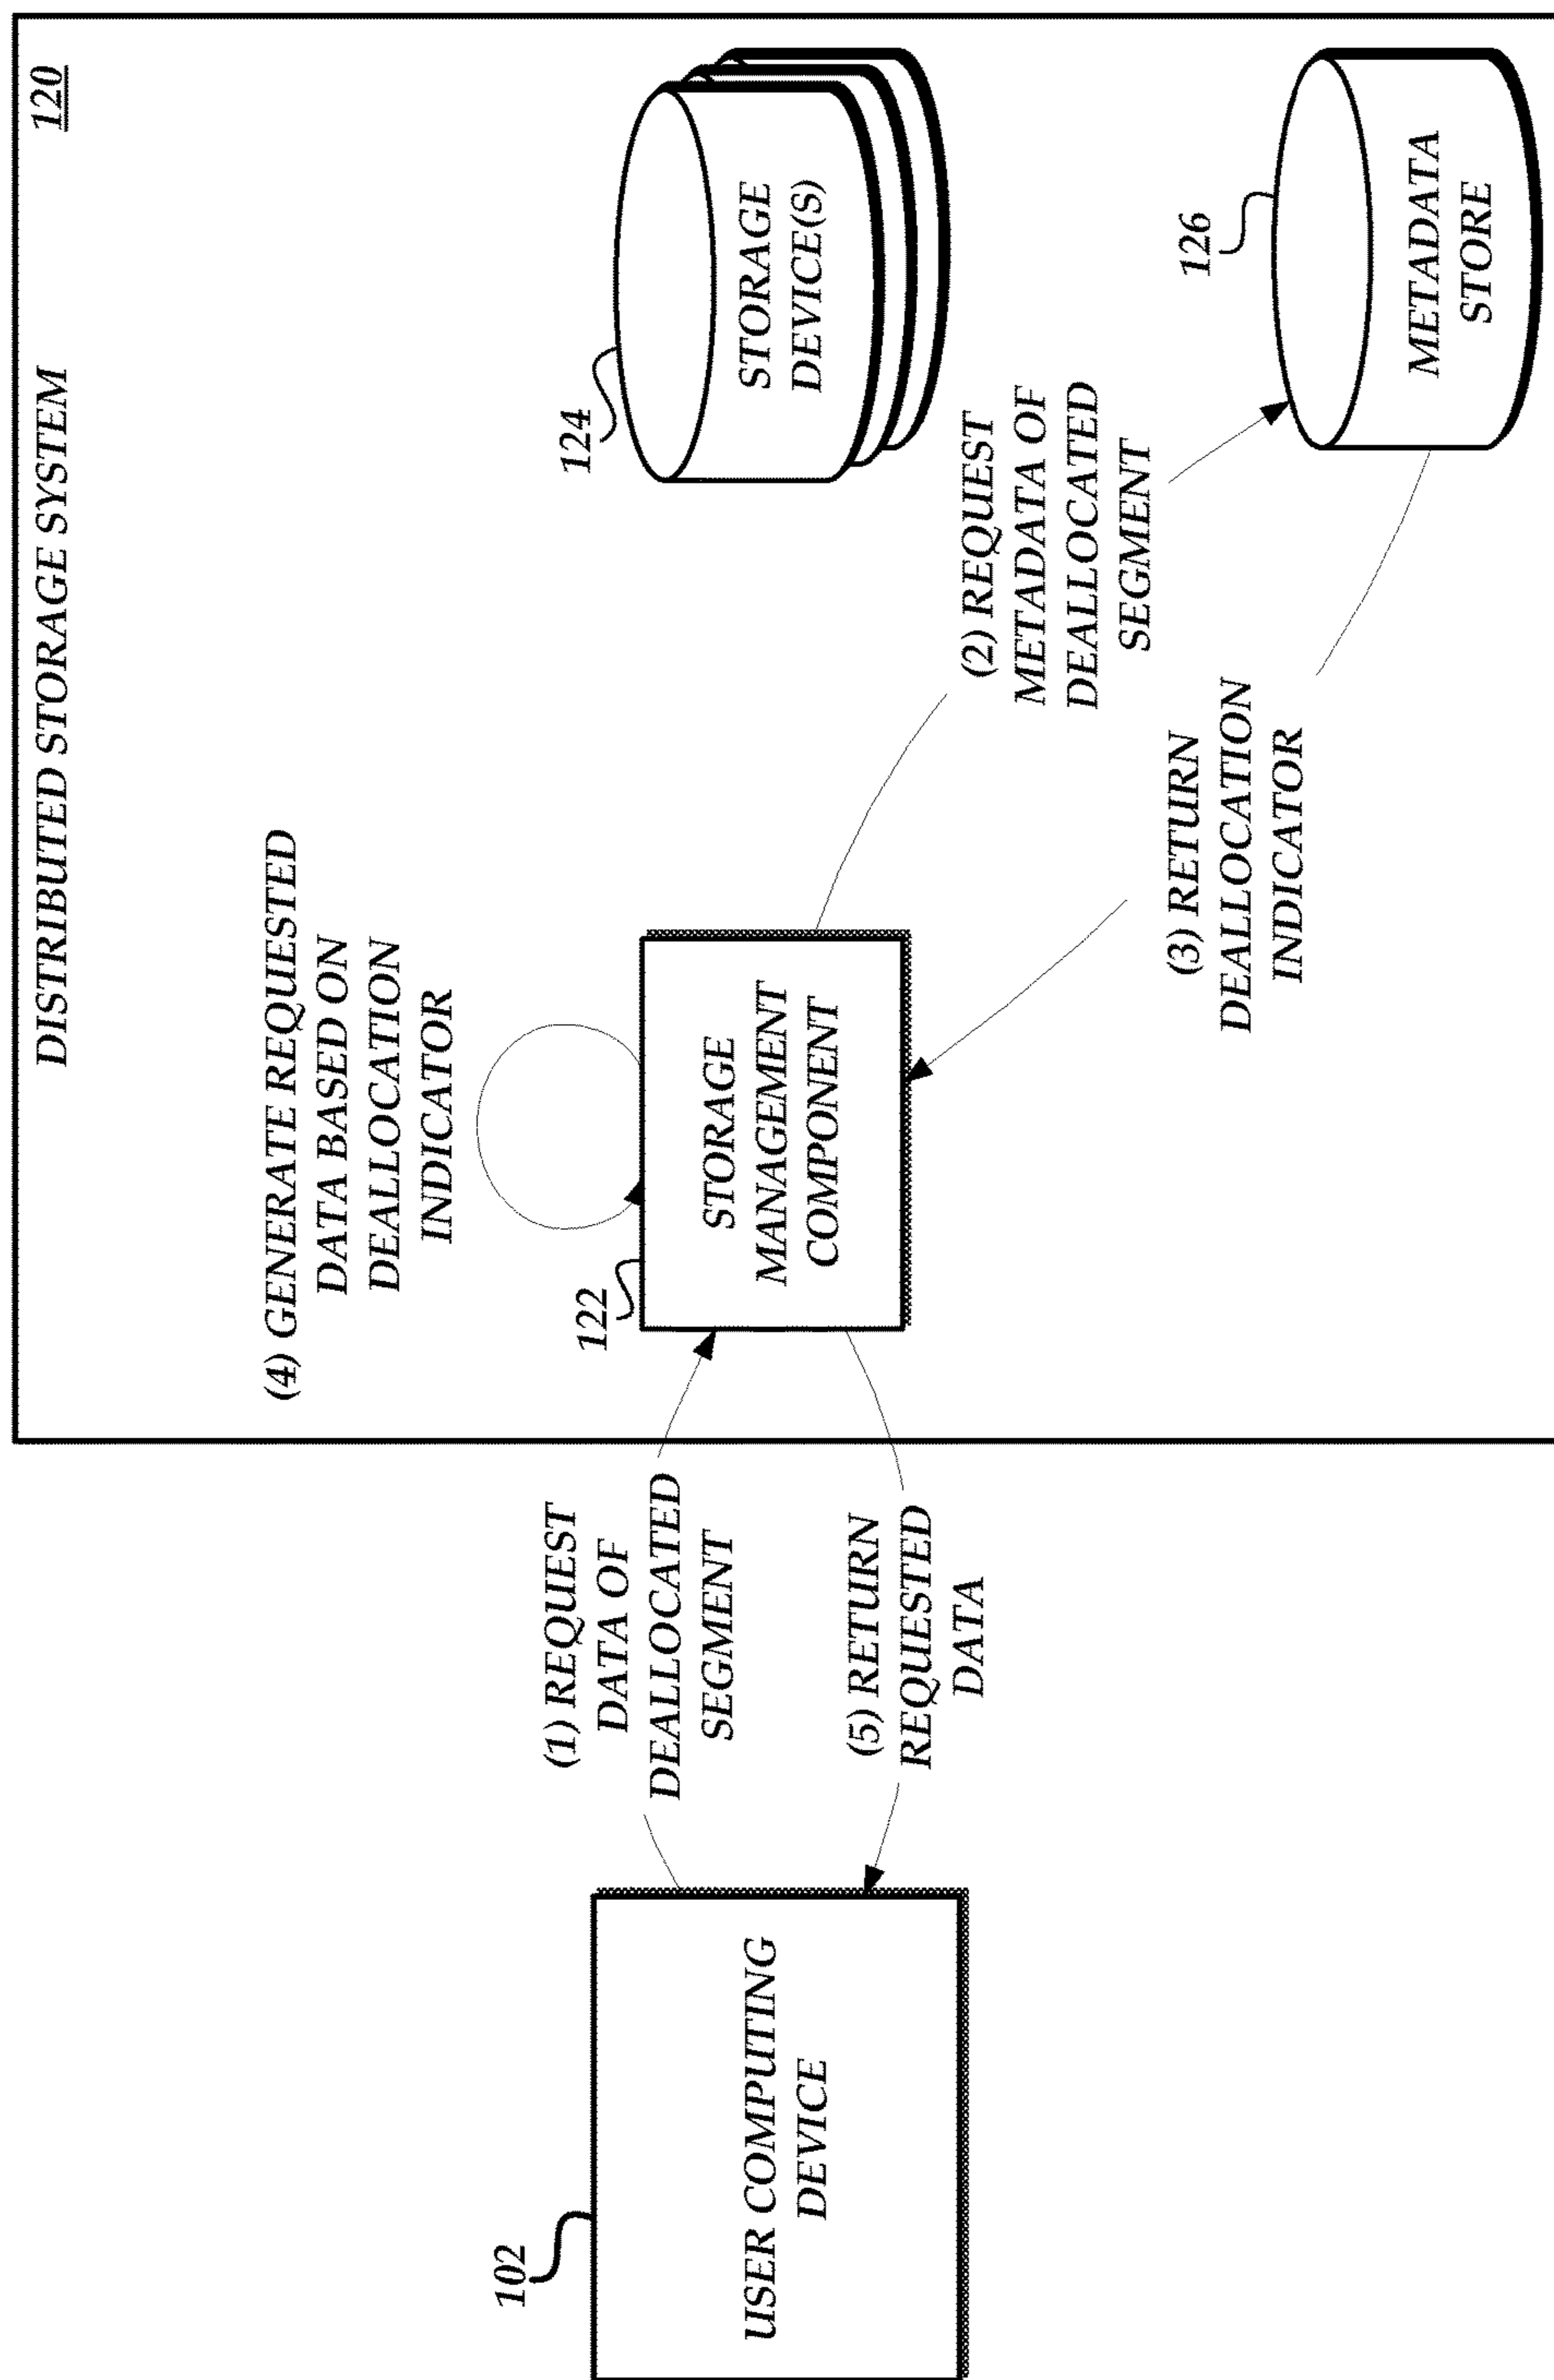 DISTRIBUTED STORAGE SYSTEM
120
(4) GENERATE REQUESTED
DATA BASED ON
DEALLOCATION
INDICATOR
102
USER COMPUTING
DEVICE
(1) REQUEST
DATA OF
DEALLOCATED
SEGMENT
(5) RETURN
REQUESTED
DATA
122
STORAGE
MANAGEMENT
COMPONENT
124
STORAGE
DEVICE(S)
(2) REQUEST
METADATA OF
DEALLOCATED
SEGMENT
(3) RETURN
DEALLOCATION
INDICATOR
126
METADATA
STORE